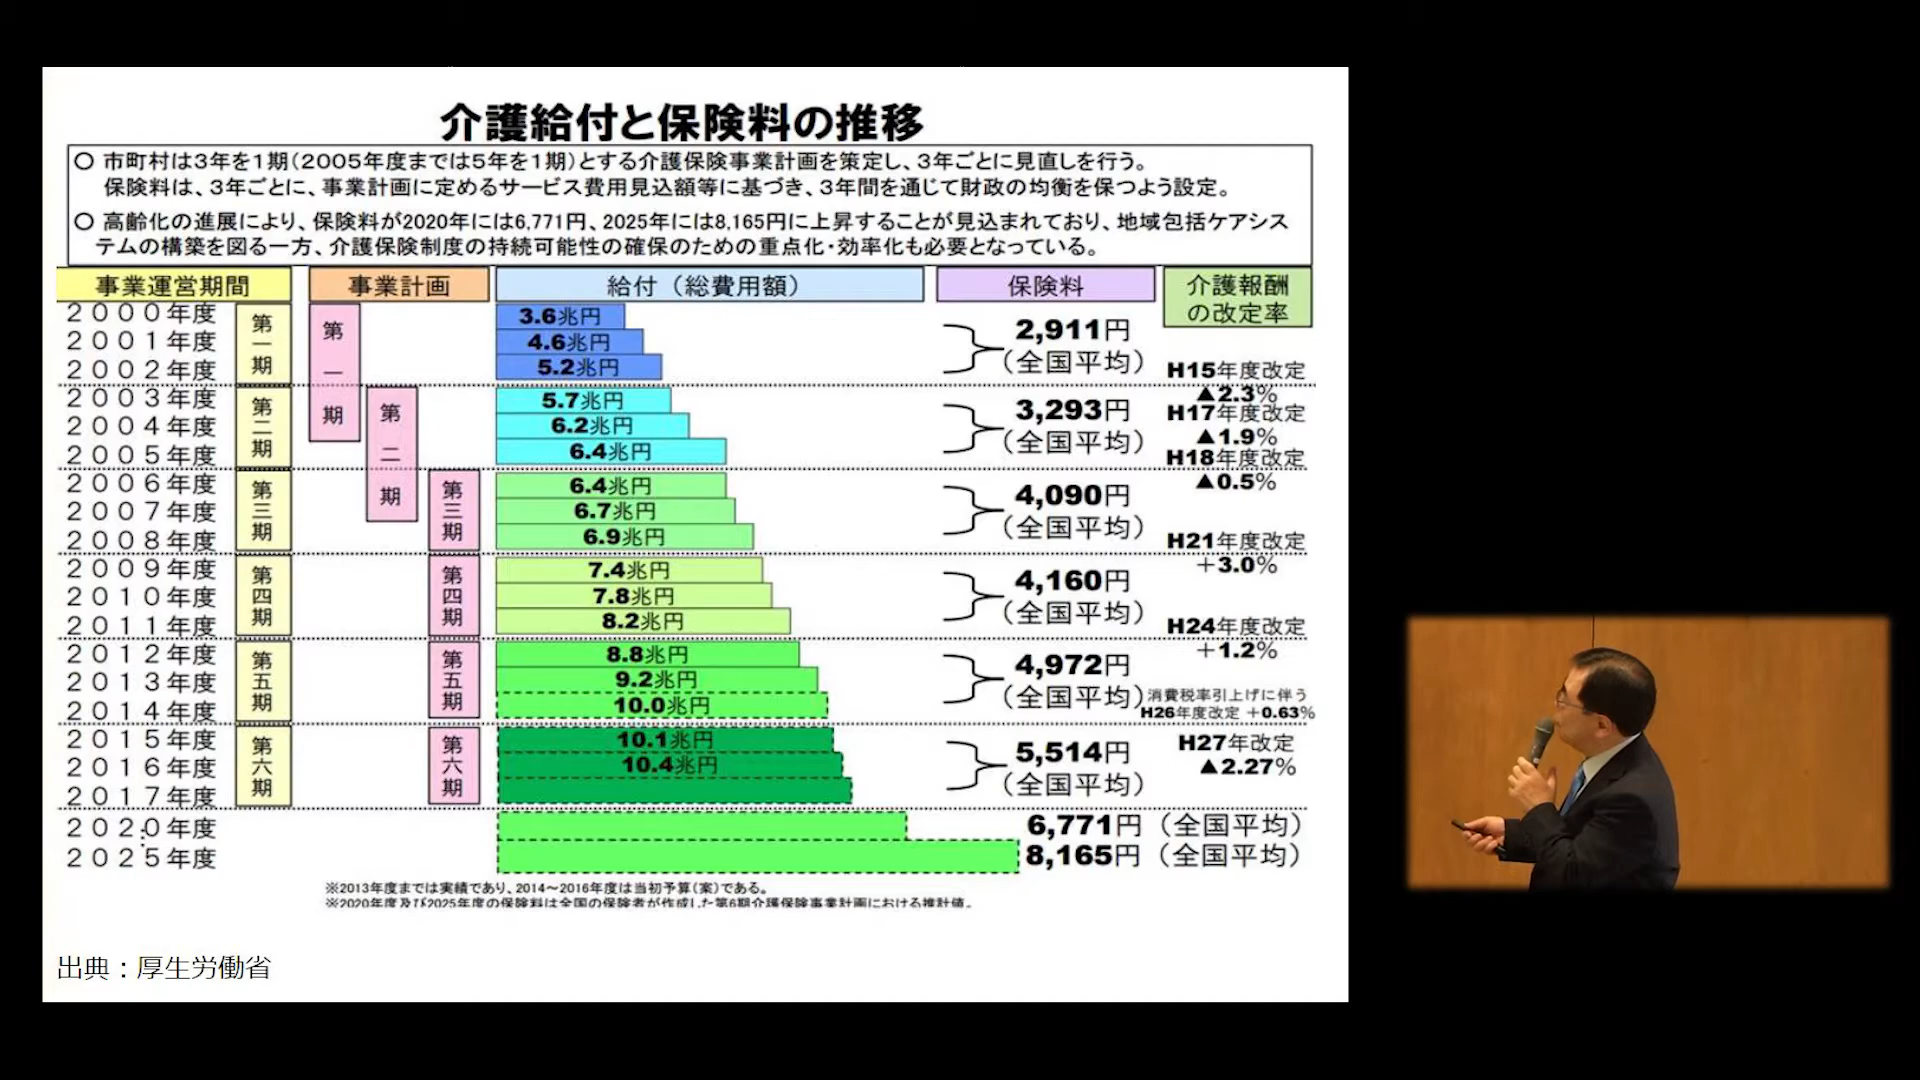 介護給付と保険料の推移
○ 市町村は３年を１期（２００５年度までは５年を１期）とする介護保険事業計画を策定し、３年ごとに見直しを行う。
保険料は、３年ごとに、事業計画に定めるサービス費用見込額等に基づき、３年間を通じて財政の均衡を保つよう設定。
○ 高齢化の進展により、保険料が2020年には6,771円、2025年には8,165円に上昇することが見込まれており、地域包括ケアシス
テムの構築を図る一方、介護保険制度の持続可能性の確保のための重点化・効率化も必要となっている。
事業運営期間 事業計画 給付（総費用額） 保険料 介護報酬の改定率
２０００年度 第一期 第一期 3.6兆円 2,911円
２００１年度 4.6兆円 （全国平均）
２００２年度 5.2兆円 H15年度改定
▲2.3%
２００３年度 第二期 第二期 5.7兆円 3,293円 H17年度改定
２００４年度 6.2兆円 （全国平均） ▲1.9%
２００５年度 6.4兆円 H18年度改定
▲0.5%
２００６年度 第三期 第三期 6.4兆円 4,090円
２００７年度 6.7兆円 （全国平均）
２００８年度 6.9兆円 H21年度改定
＋3.0%
２００９年度 第四期 第四期 7.4兆円 4,160円
２０１０年度 7.8兆円 （全国平均）
２０１１年度 8.2兆円 H24年度改定
＋1.2%
２０１２年度 第五期 第五期 8.8兆円 4,972円
２０１３年度 9.2兆円 （全国平均） 消費税率引上げに伴う
２０１４年度 10.0兆円 H26年度改定 ＋0.63%
２０１５年度 第六期 第六期 10.1兆円 5,514円 H27年改定
２０１６年度 10.4兆円 （全国平均） ▲2.27%
２０１７年度
２０２０年度 6,771円（全国平均）
２０２５年度 8,165円（全国平均）
※2013年度までは実績であり、2014～2016年度は当初予算（案）である。
※2020年度及び2025年度の保険料は全国の保険者が作成した第6期介護保険事業計画における推計値。
出典：厚生労働省